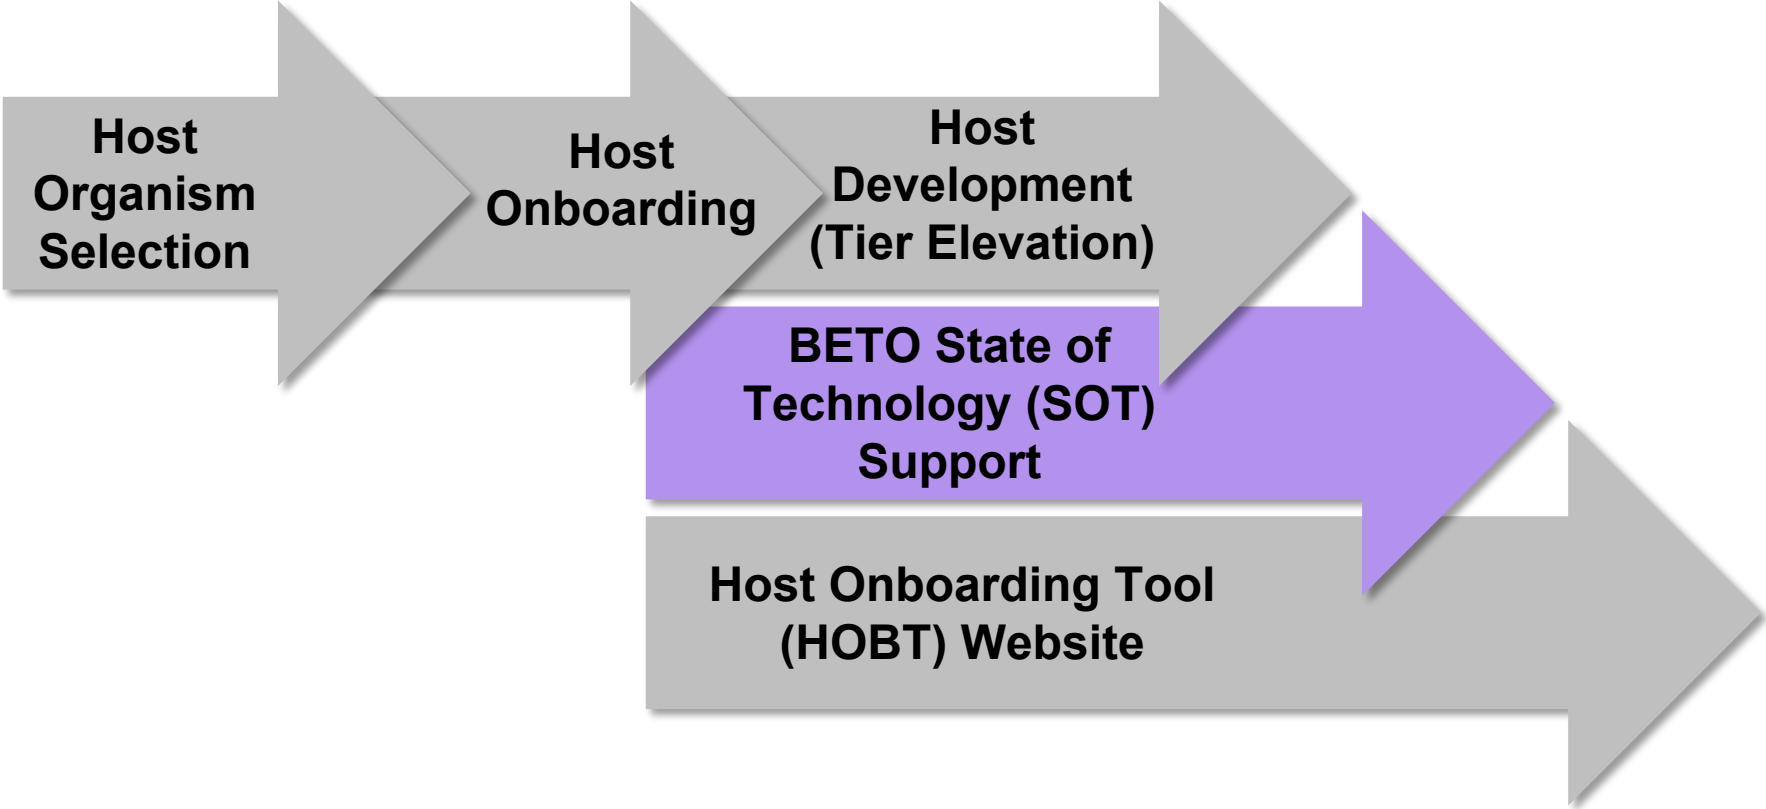 Host
Organism
Selection
Host
Onboarding
Host
Development
(Tier Elevation)
BETO State of
Technology (SOT)
Support
Host Onboarding Tool
(HOBT) Website